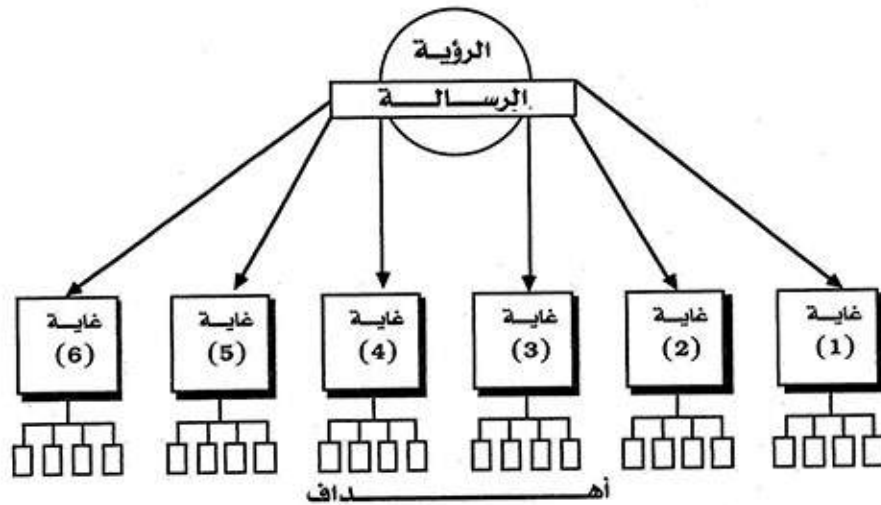 الرؤية
الرسالة
غاية
(1)
غاية
(2)
غاية
(3)
غاية
(4)
غاية
(5)
غاية
(6)
أهداف